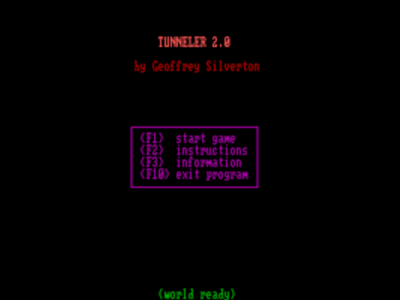 TUNNELER 2.0
by Geoffrey Silverton
<F1> start game
<F2> instructions
<F3> information
<F10> exit program
<world ready>